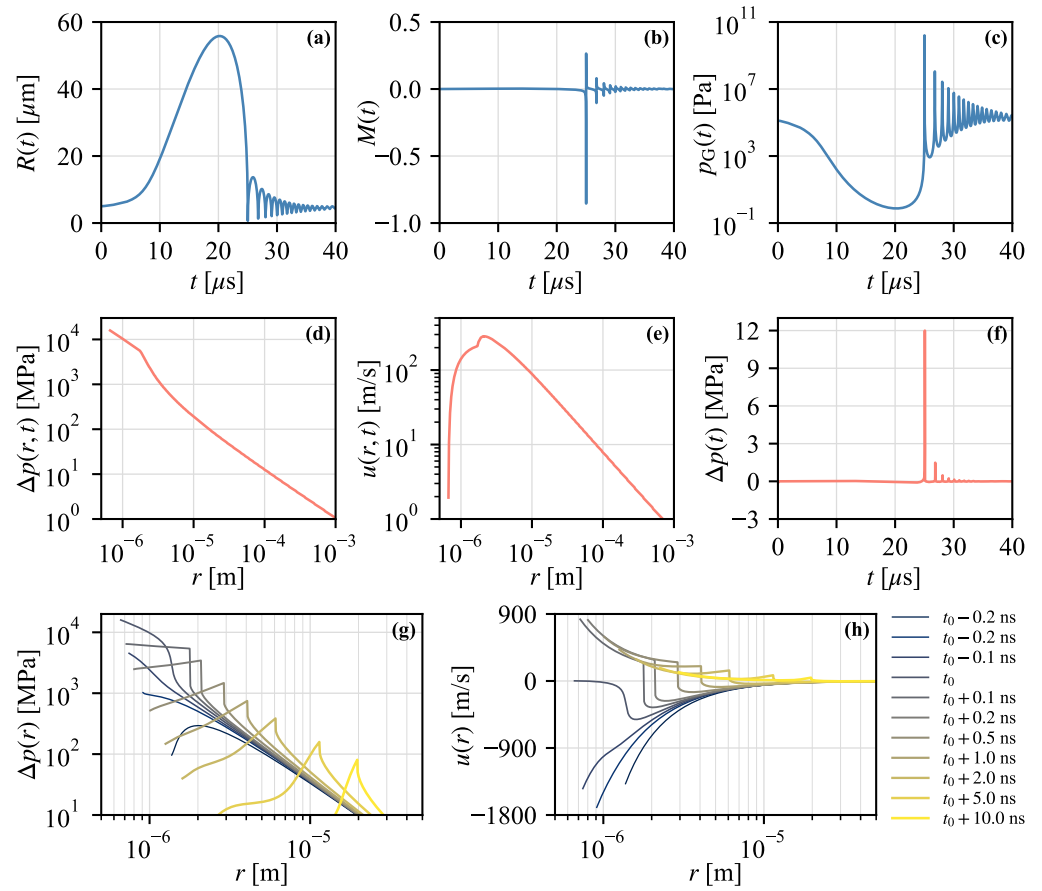 (a)
R(t) [μm]
60
40
20
0
0 10 20 30 40
t [μs]
(b)
M(t)
0.5
0.0
−0.5
−1.0
0 10 20 30 40
t [μs]
(c)
p_G(t) [Pa]
10^11
10^7
10^3
10^−1
0 10 20 30 40
t [μs]
(d)
Δp(r, t) [MPa]
10^4
10^3
10^2
10^1
10^0
10^−6 10^−5 10^−4 10^−3
r [m]
(e)
u(r, t) [m/s]
10^2
10^1
10^0
10^−6 10^−5 10^−4 10^−3
r [m]
(f)
Δp(t) [MPa]
12
9
6
3
0
−3
0 10 20 30 40
t [μs]
(g)
Δp(r) [MPa]
10^4
10^3
10^2
10^1
10^−6 10^−5
r [m]
(h)
u(r) [m/s]
900
0
−900
−1800
10^−6 10^−5
r [m]
t_0 − 0.2 ns
t_0 − 0.2 ns
t_0 − 0.1 ns
t_0
t_0 + 0.1 ns
t_0 + 0.2 ns
t_0 + 0.5 ns
t_0 + 1.0 ns
t_0 + 2.0 ns
t_0 + 5.0 ns
t_0 + 10.0 ns